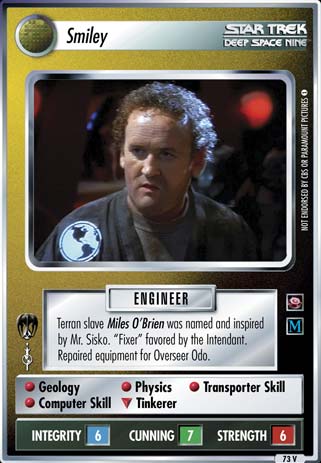 Smiley
STAR TREK
DEEP SPACE NINE
NOT ENDORSED BY CBS OR PARAMOUNT PICTURES
ENGINEER
Terran slave Miles O'Brien was named and inspired
by Mr. Sisko. "Fixer" favored by the Intendant.
Repaired equipment for Overseer Odo.
M
Geology Physics Transporter Skill
Computer Skill Tinkerer
INTEGRITY 6 CUNNING 7 STRENGTH 6
73 V